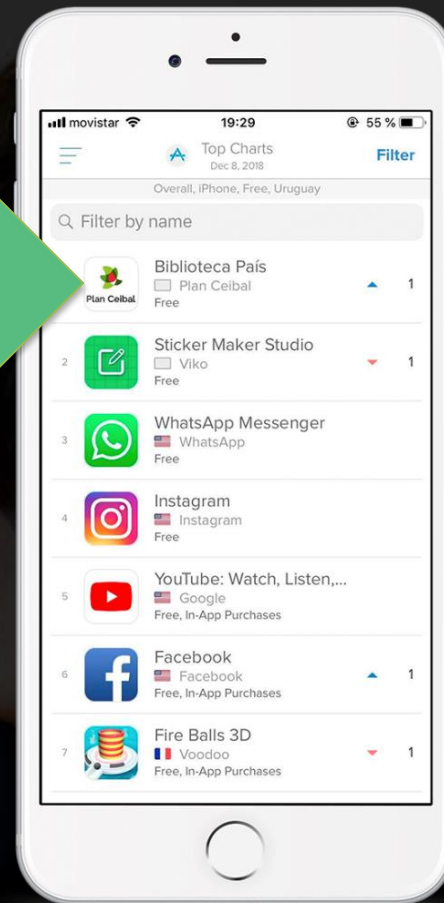 movistar 19:29 55 %
Top Charts Filter
Dec 8, 2018
Overall, iPhone, Free, Uruguay
Filter by name
Plan Ceibal
Biblioteca País
Plan Ceibal 1
Free
Sticker Maker Studio
2 Viko 1
Free
WhatsApp Messenger
3 WhatsApp
Free
Instagram
4 Instagram
Free
YouTube: Watch, Listen,...
5 Google
Free, In-App Purchases
Facebook
6 Facebook 1
Free, In-App Purchases
Fire Balls 3D
7 Voodoo 1
Free, In-App Purchases